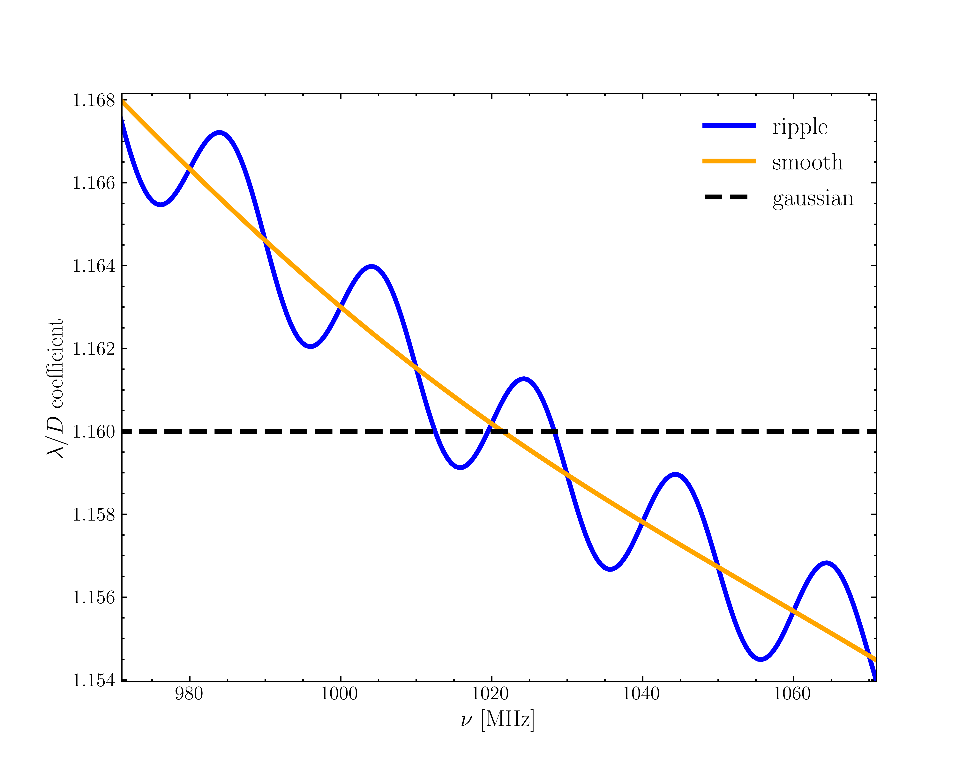 1.168
1.166
1.164
1.162
1.160
1.158
1.156
1.154
λ/D coefficient
ripple
smooth
gaussian
980 1000 1020 1040 1060
ν [MHz]